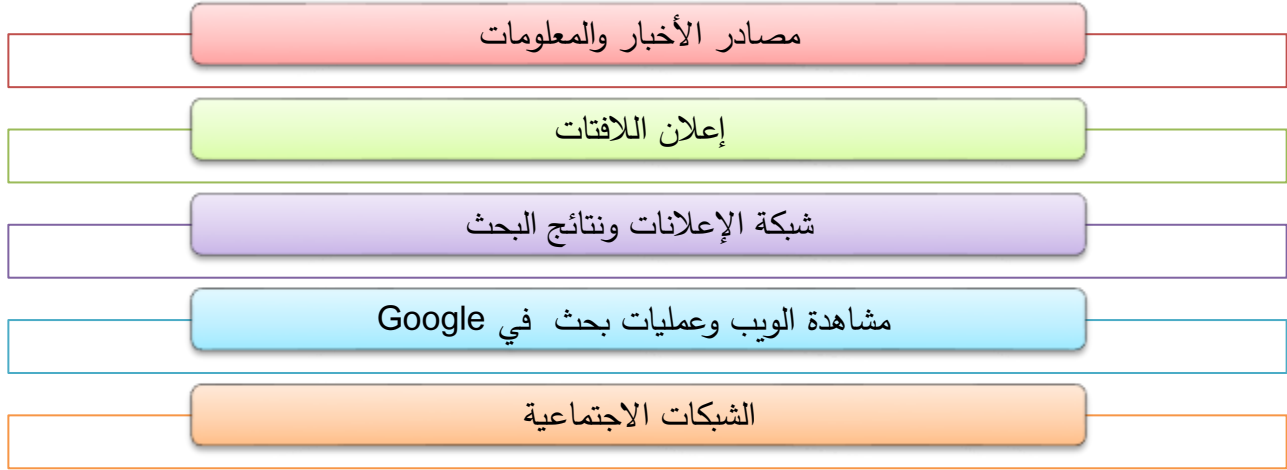 مصادر الأخبار والمعلومات
إعلان اللافتات
شبكة الإعلانات ونتائج البحث
مشاهدة الويب وعمليات بحث في Google
الشبكات الاجتماعية